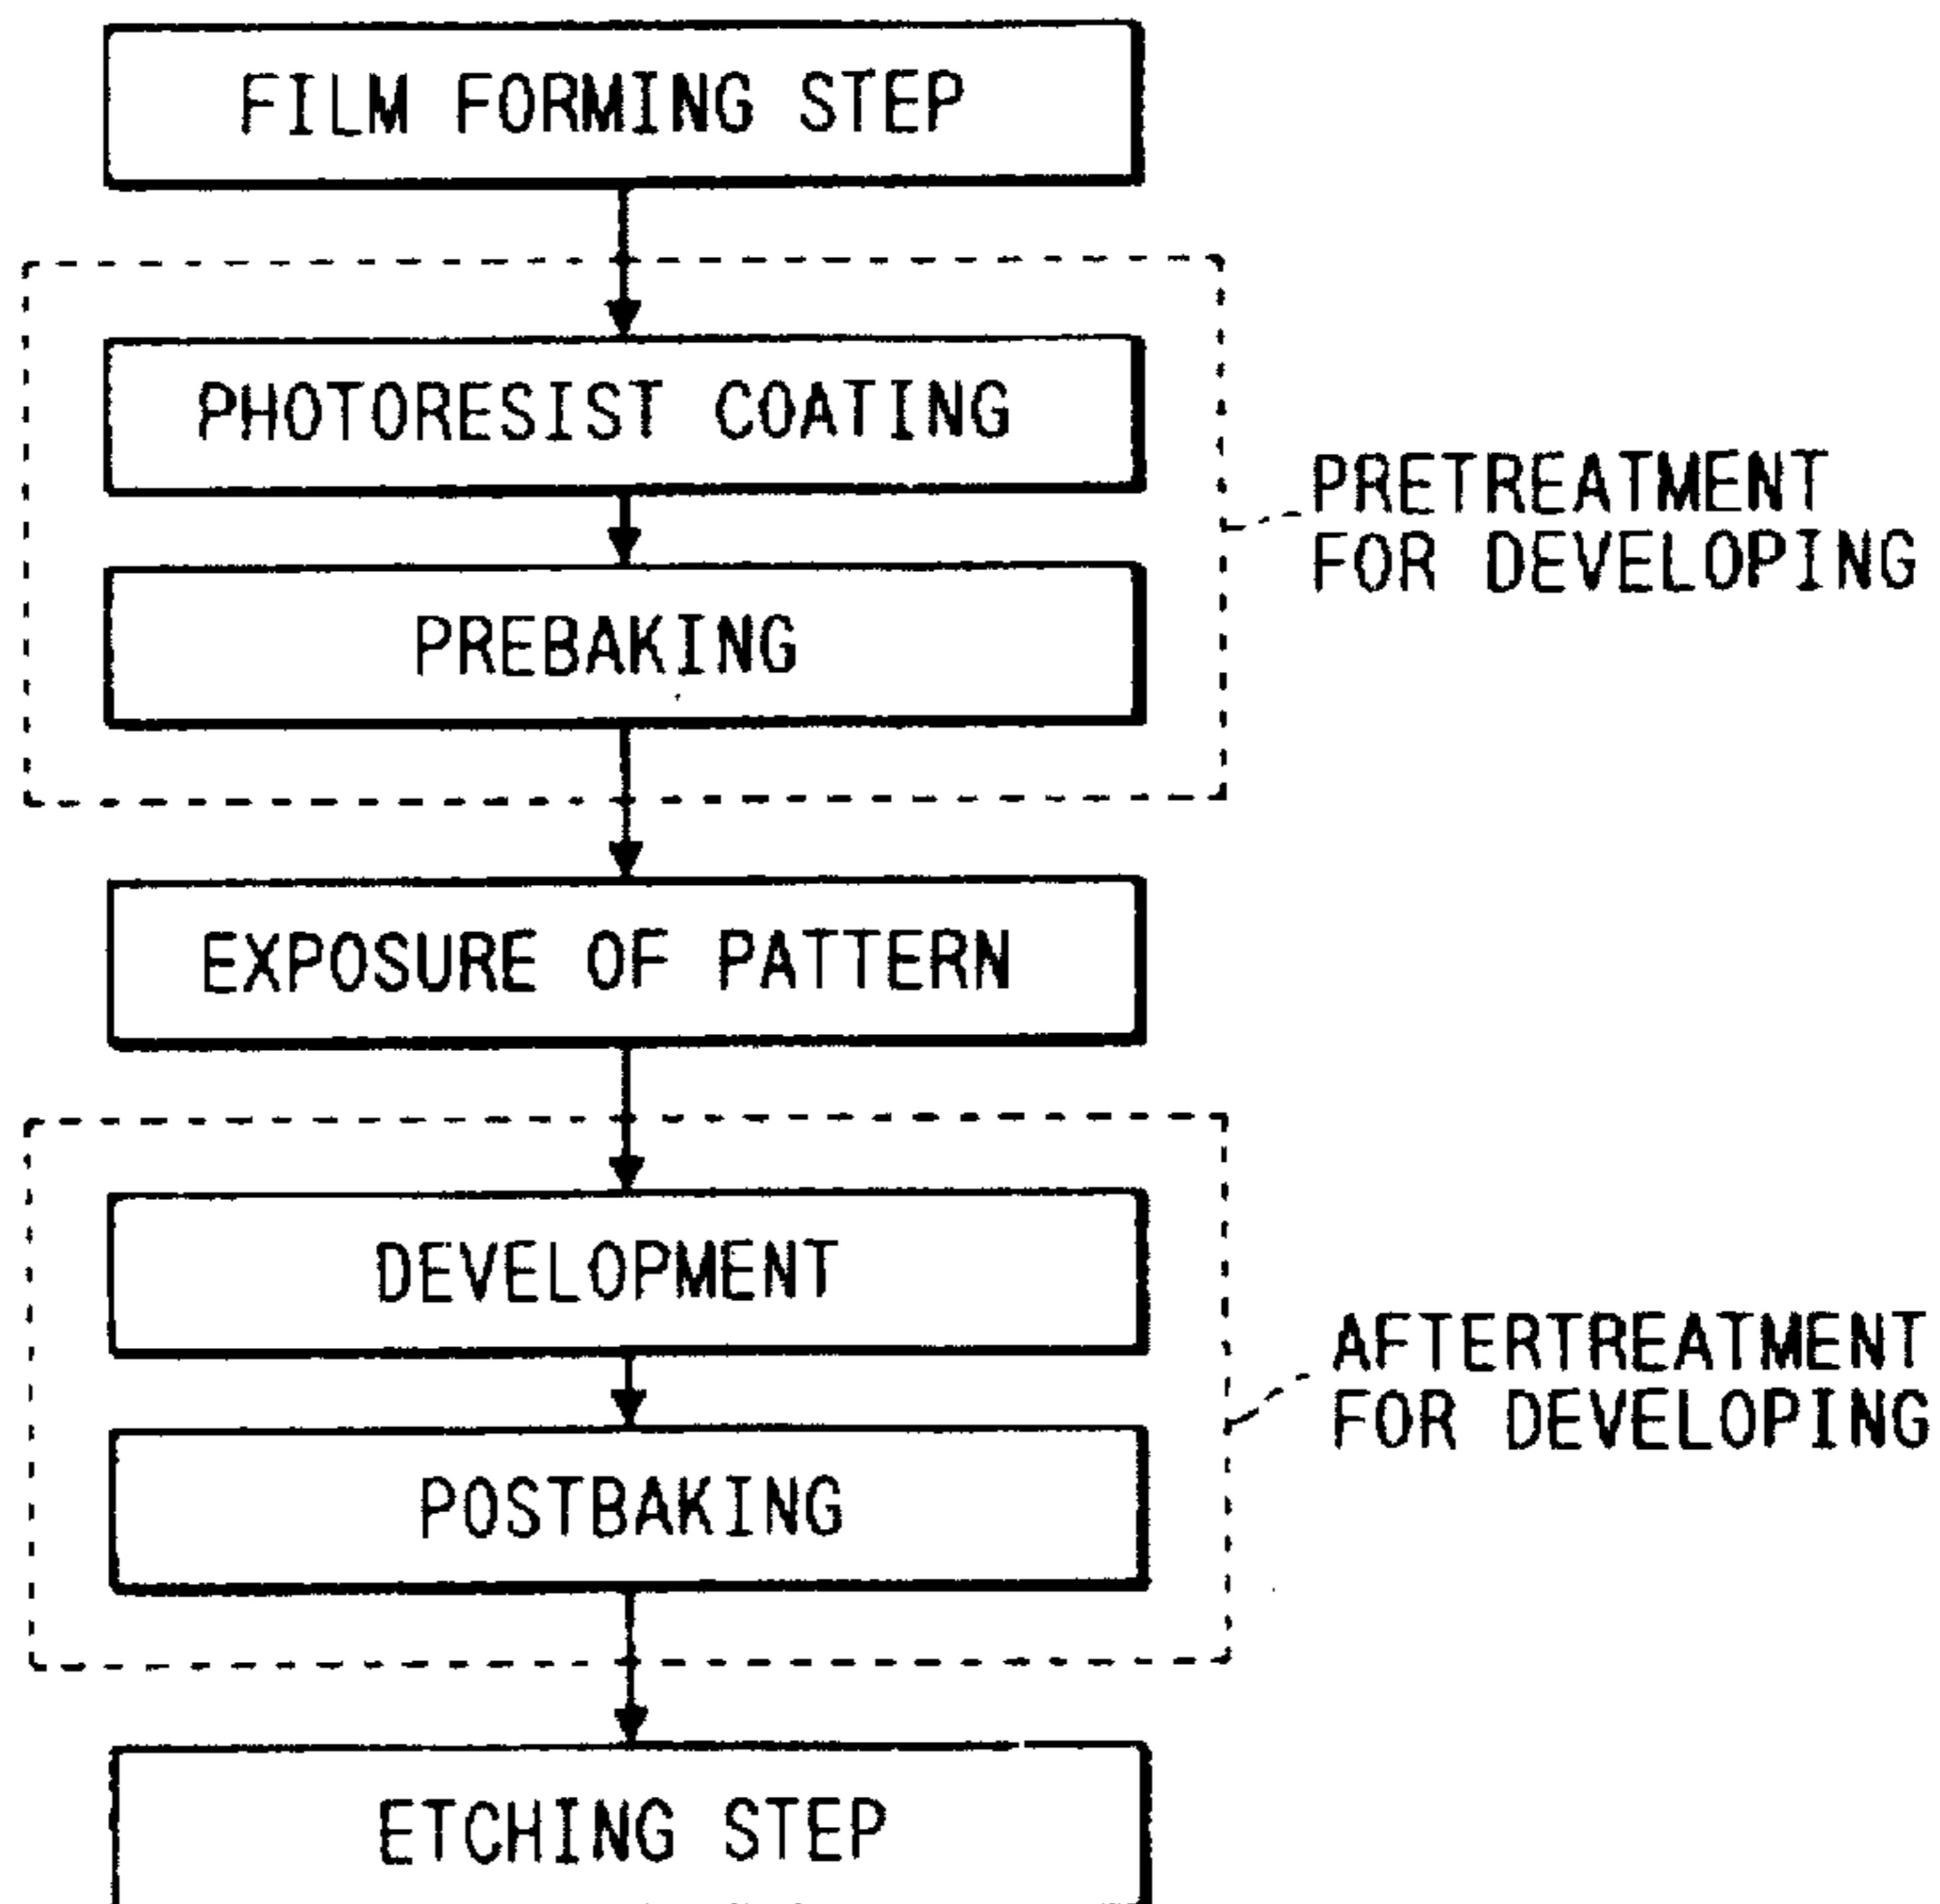 FILM FORMING STEP
PHOTORESIST COATING
PRETREATMENT
FOR DEVELOPING
PREBAKING
EXPOSURE OF PATTERN
DEVELOPMENT
AFTERTREATMENT
FOR DEVELOPING
POSTBAKING
ETCHING STEP